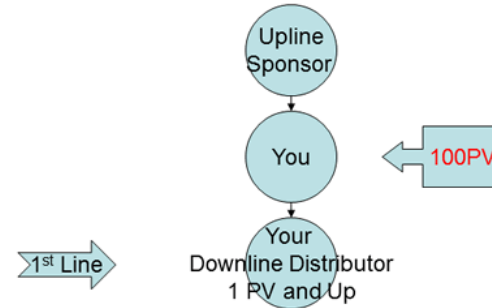 Upline
Sponsor
You
100PV
1st Line
Your
Downline Distributor
1 PV and Up